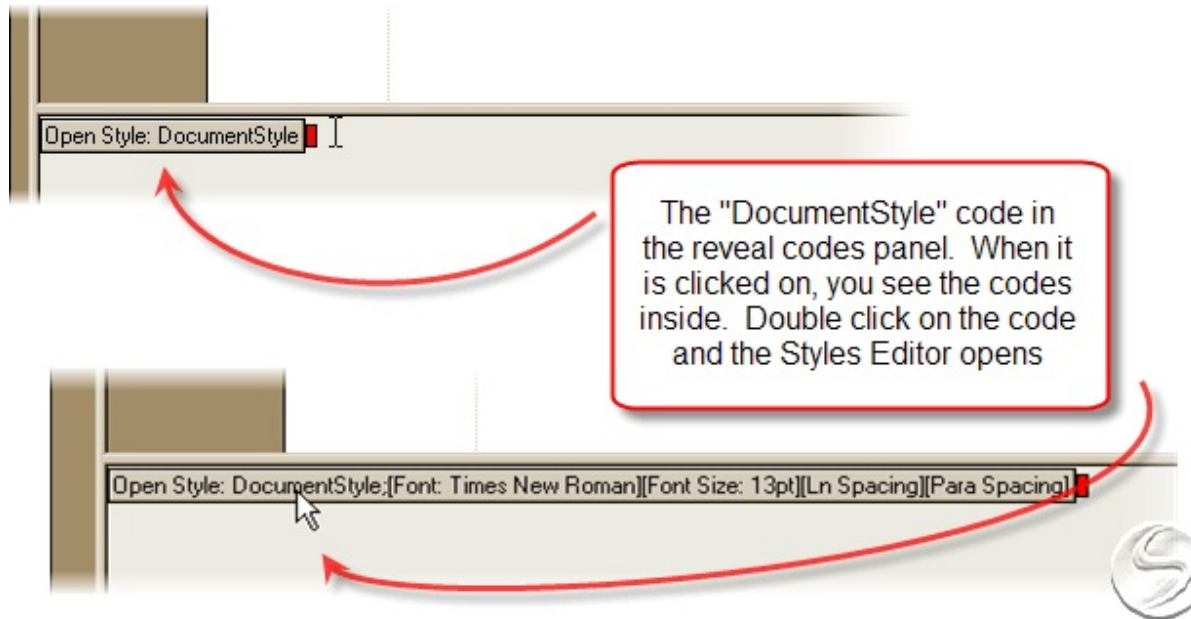 Open Style: DocumentStyle
The "DocumentStyle" code in
the reveal codes panel.  When it
is clicked on, you see the codes
inside.  Double click on the code
and the Styles Editor opens
Open Style: DocumentStyle;[Font: Times New Roman][Font Size: 13pt][Ln Spacing][Para Spacing]